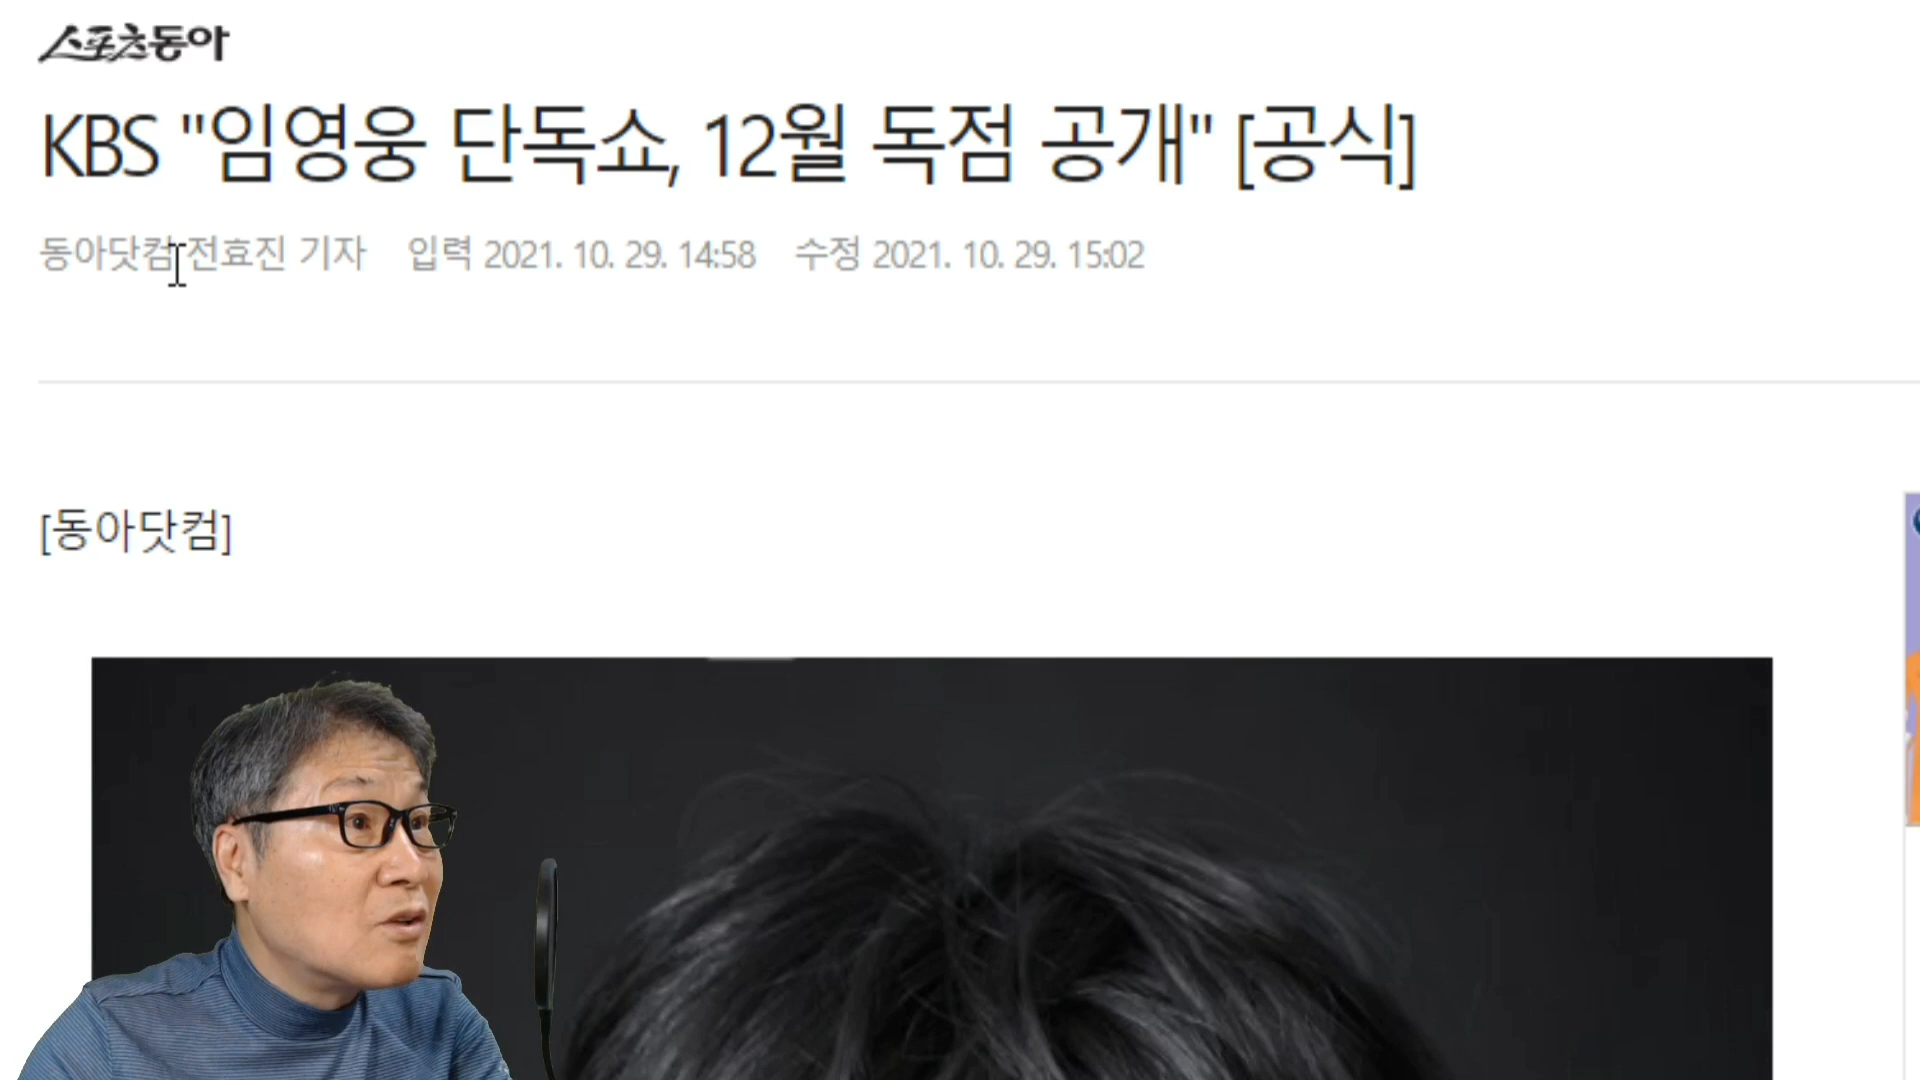 스포츠동아
KBS "임영웅 단독쇼, 12월 독점 공개" [공식]
동아닷컴 전효진 기자 입력 2021. 10. 29. 14:58 수정 2021. 10. 29. 15:02
[동아닷컴]